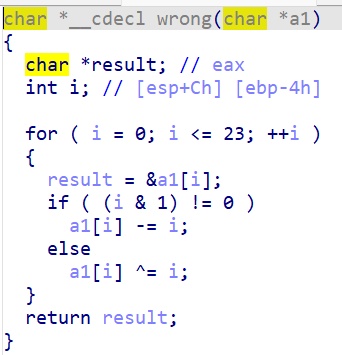 char *__cdecl wrong(char *a1)
{
  char *result; // eax
  int i; // [esp+Ch] [ebp-4h]

  for ( i = 0; i <= 23; ++i )
  {
    result = &a1[i];
    if ( (i & 1) != 0 )
      a1[i] -= i;
    else
      a1[i] ^= i;
  }
  return result;
}